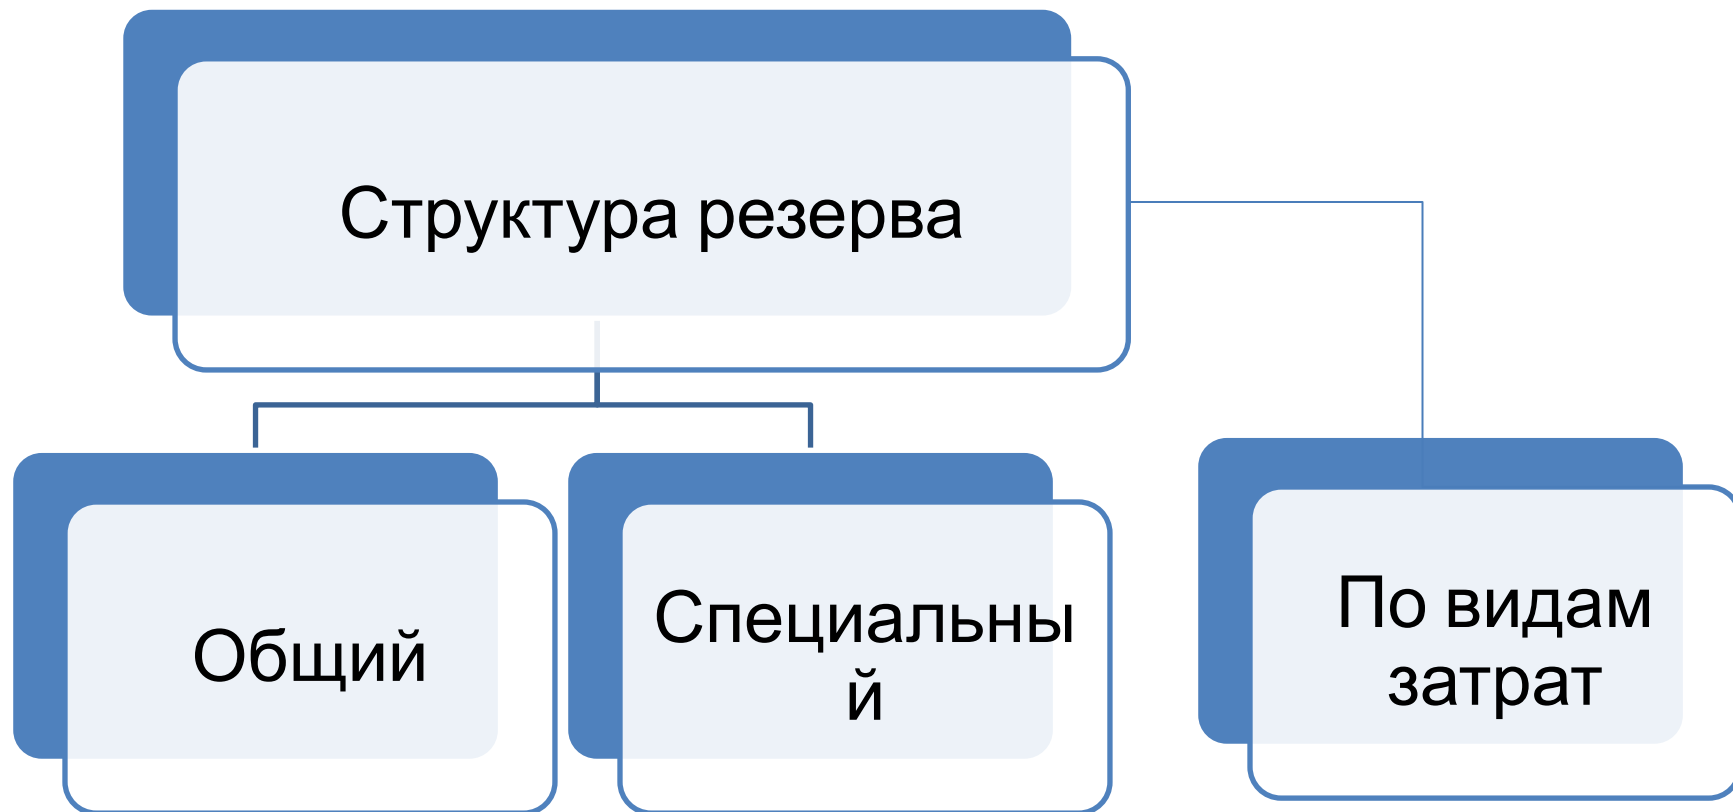 Структура резерва
Общий
Специальны
й
По видам
затрат